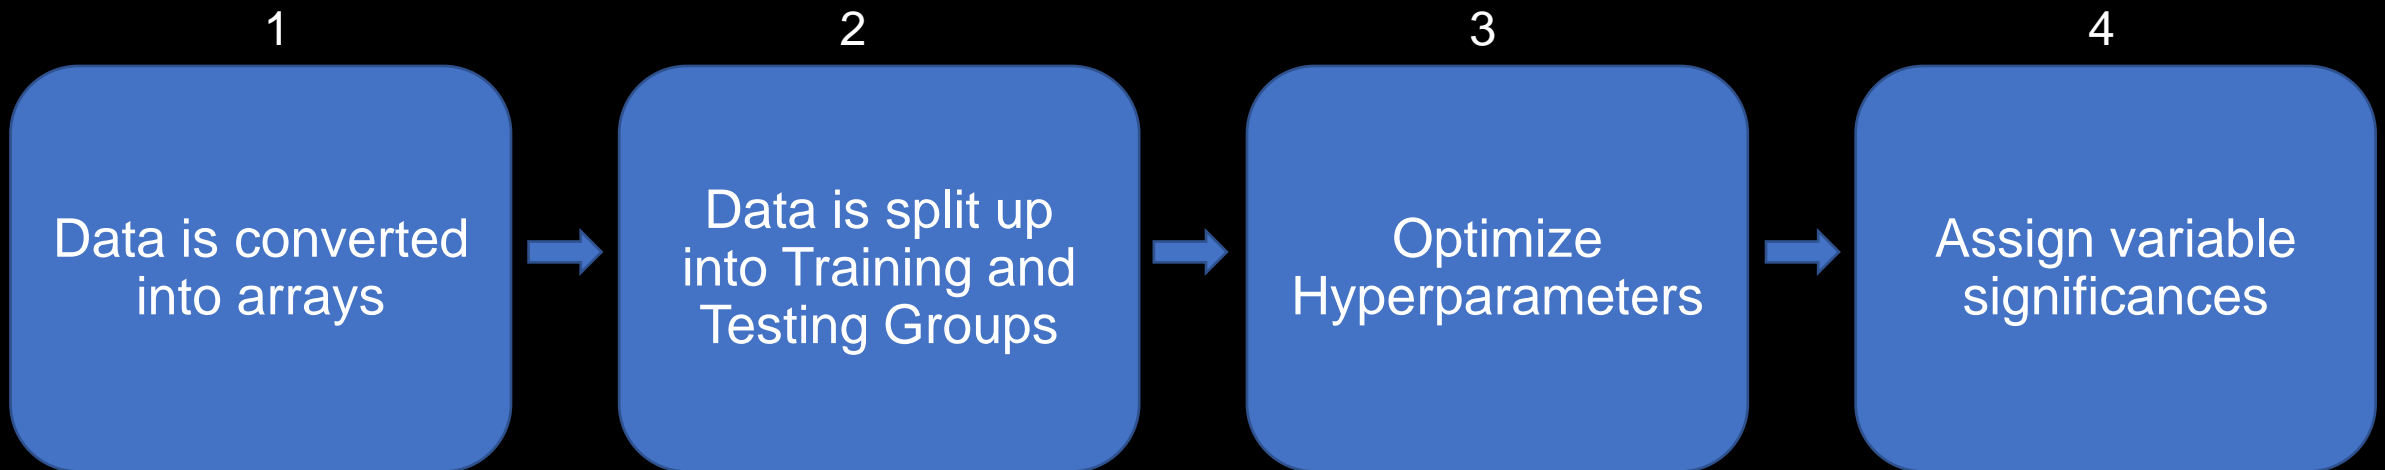 1
Data is converted
into arrays
2
Data is split up
into Training and
Testing Groups
3
Optimize
Hyperparameters
4
Assign variable
significances